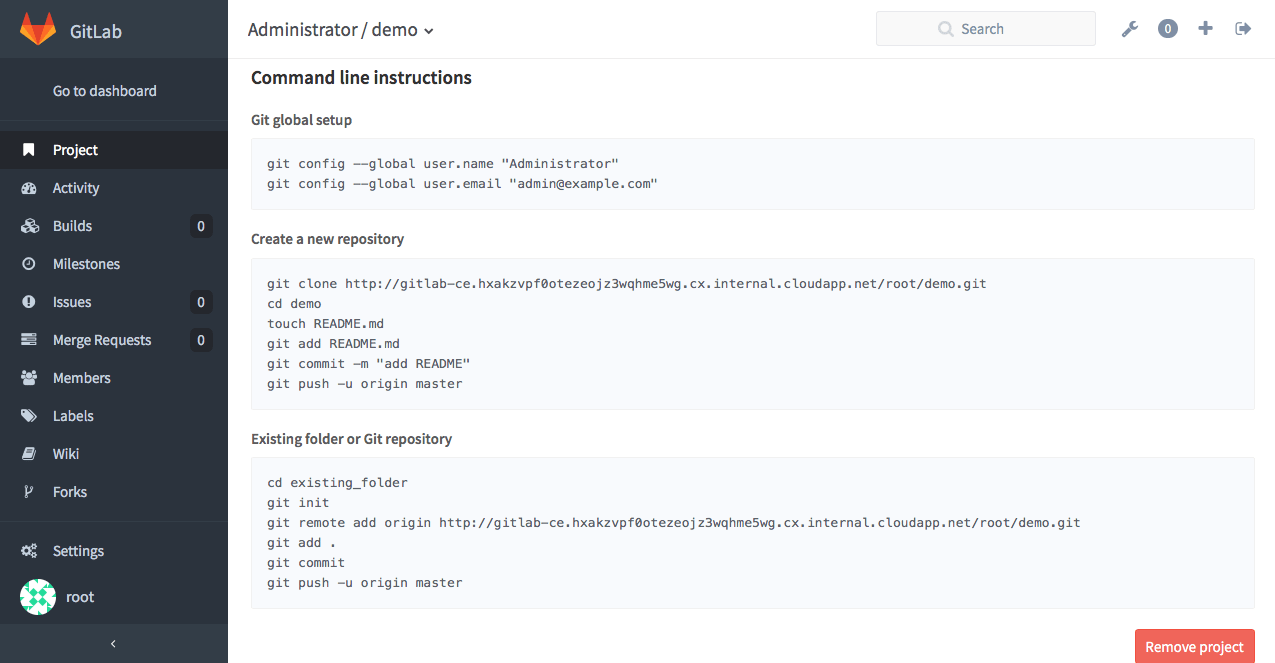 GitLab
Administrator / demo
Search
0
Go to dashboard
Project
Activity
Builds 0
Milestones
Issues 0
Merge Requests 0
Members
Labels
Wiki
Forks
Settings
root
Command line instructions
Git global setup
git config --global user.name "Administrator"
git config --global user.email "admin@example.com"
Create a new repository
git clone http://gitlab-ce.hxakzvpf0otezeojz3wqhme5wg.cx.internal.cloudapp.net/root/demo.git
cd demo
touch README.md
git add README.md
git commit -m "add README"
git push -u origin master
Existing folder or Git repository
cd existing_folder
git init
git remote add origin http://gitlab-ce.hxakzvpf0otezeojz3wqhme5wg.cx.internal.cloudapp.net/root/demo.git
git add .
git commit
git push -u origin master
Remove project